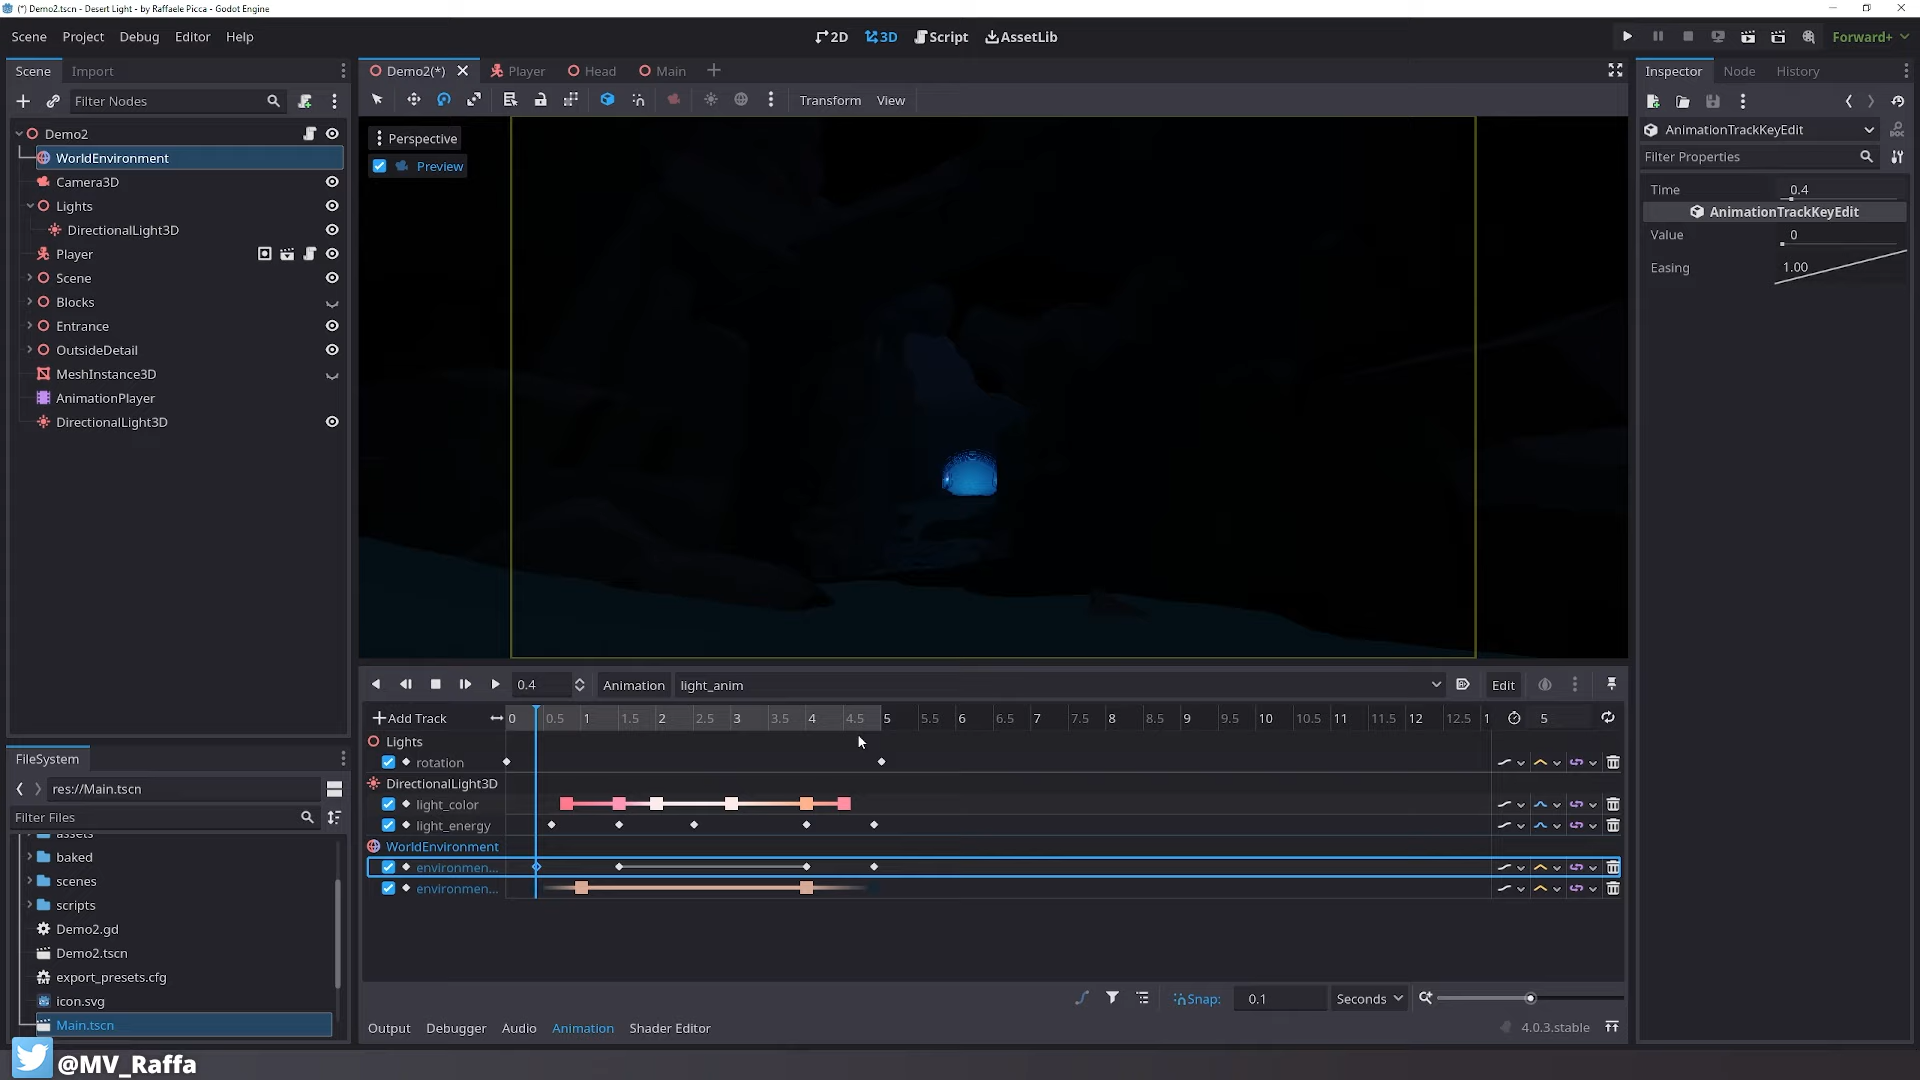 (*) Demo2.tscn - Desert Light - by Raffaele Picca - Godot Engine
Scene Project Debug Editor Help
2D 3D Script AssetLib
Forward+
Scene Import
Filter Nodes
Demo2
WorldEnvironment
Camera3D
Lights
DirectionalLight3D
Player
Scene
Blocks
Entrance
OutsideDetail
MeshInstance3D
AnimationPlayer
DirectionalLight3D
FileSystem
res://Main.tscn
Filter Files
assets
baked
scenes
scripts
Demo2.gd
Demo2.tscn
export_presets.cfg
icon.svg
Main.tscn
Demo2(*) Player Head Main
Transform View
Perspective
Preview
0.4 Animation light_anim Edit
Add Track 0 0.5 1 1.5 2 2.5 3 3.5 4 4.5 5 5.5 6 6.5 7 7.5 8 8.5 9 9.5 10 10.5 11 11.5 12 12.5 1 5
Lights
rotation
DirectionalLight3D
light_color
light_energy
WorldEnvironment
environmen...
environmen...
Snap: 0.1 Seconds
Output Debugger Audio Animation Shader Editor 4.0.3.stable
Inspector Node History
AnimationTrackKeyEdit
DOC
Filter Properties
Time 0.4
AnimationTrackKeyEdit
Value 0
Easing 1.00
@MV_Raffa